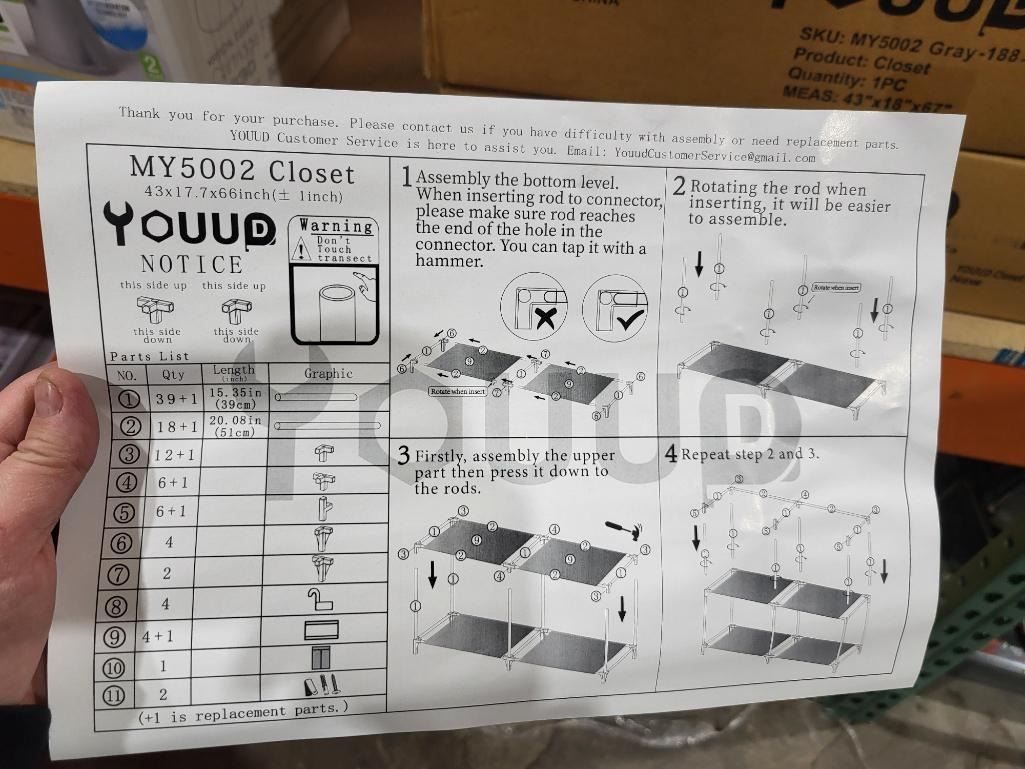 CHINA
YOUUD
SKU: MY5002 Gray-188
Product: Closet
Quantity: 1PC
MEAS: 43"x18"x67"
2
Thank you for your purchase. Please contact us if you have difficulty with assembly or need replacement parts.
YOUUD Customer Service is here to assist you. Email: YouudCustomerService@gmail.com
MY5002 Closet
43x17.7x66inch(± 1inch)
YOUUD
NOTICE
this side up this side up
this side down this side down
Warning
Don't
Touch
transect
Parts List
NO. Qty Length (inch) Graphic
① 39+1 15.35in (39cm)
② 18+1 20.08in (51cm)
③ 12+1
④ 6+1
⑤ 6+1
⑥ 4
⑦ 2
⑧ 4
⑨ 4+1
⑩ 1
⑪ 2
(+1 is replacement parts.)
1 Assembly the bottom level.
When inserting rod to connector,
please make sure rod reaches
the end of the hole in the
connector. You can tap it with a
hammer.
Rotate when insert
2 Rotating the rod when
inserting, it will be easier
to assemble.
Rotate when insert
3 Firstly, assembly the upper
part then press it down to
the rods.
4 Repeat step 2 and 3.
YOUUD